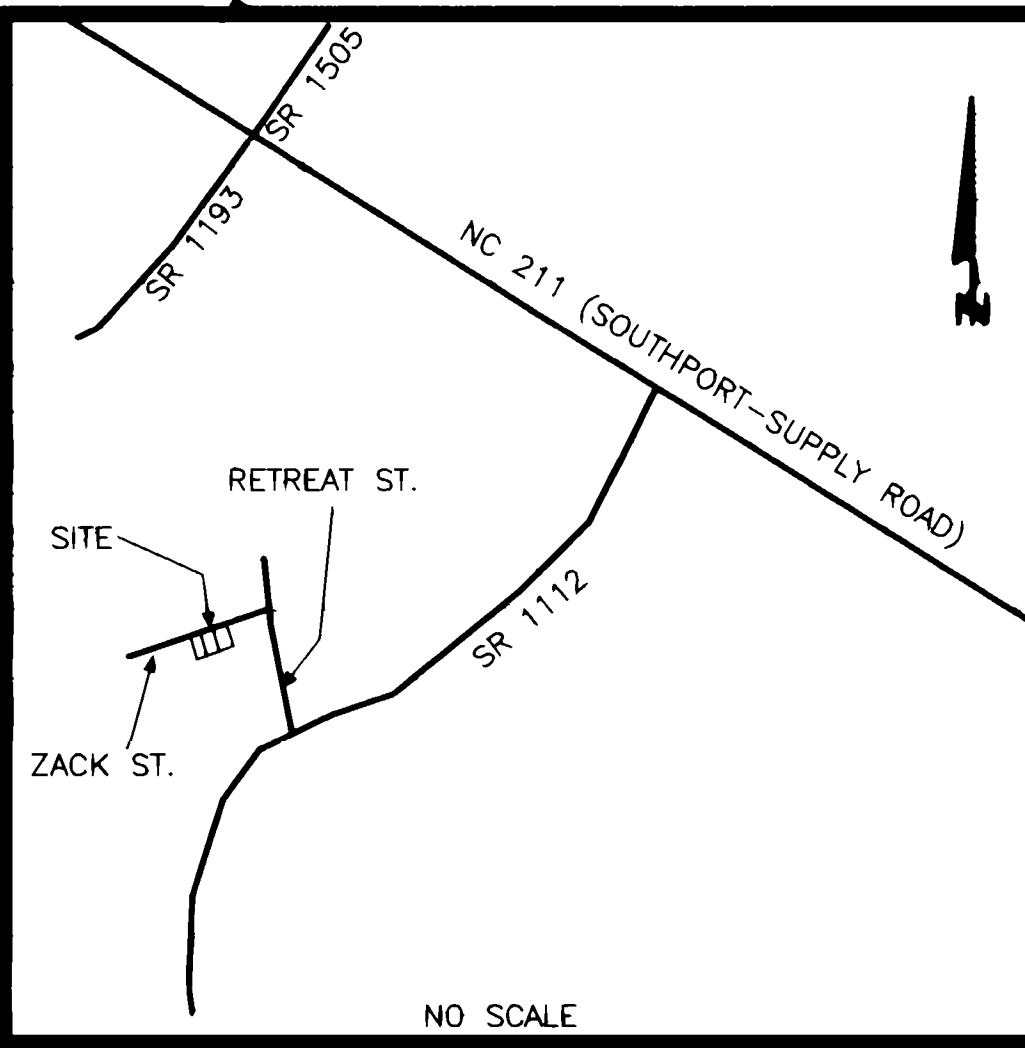 SR 1505
SR 1193
NC 211 (SOUTHPORT-SUPPLY ROAD)
N
RETREAT ST.
SITE
SR 1112
ZACK ST.
NO SCALE